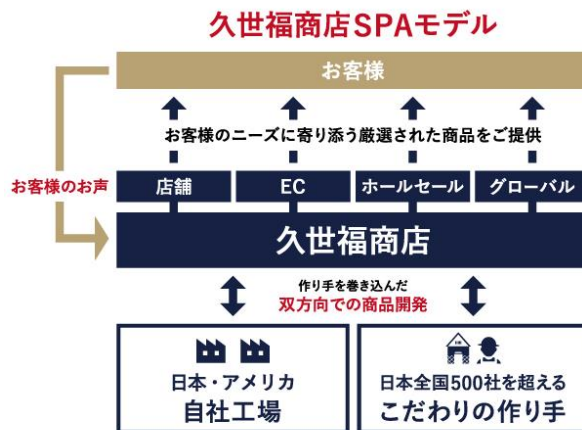 久世福商店SPAモデル
お客様
お客様のニーズに寄り添う厳選された商品をご提供
お客様のお声
店舗
EC
ホールセール
グローバル
久世福商店
作り手を巻き込んだ
双方向での商品開発
日本・アメリカ
自社工場
日本全国500社を超える
こだわりの作り手